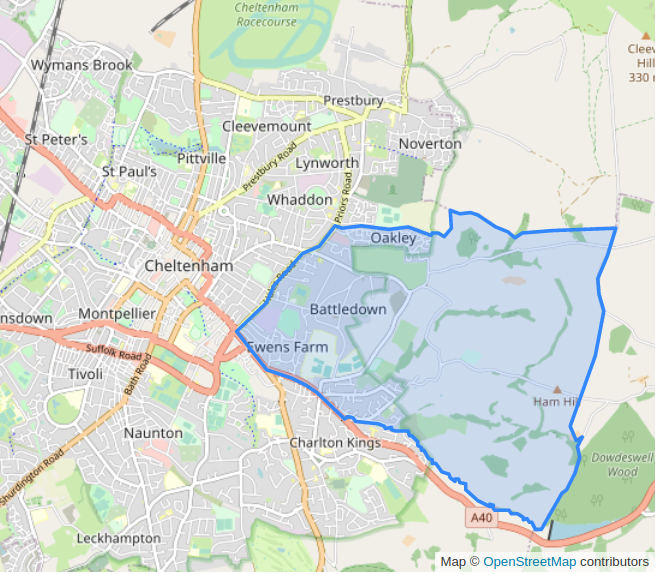 Cheltenham
Racecourse
Wymans Brook
Cleeve
Hill
330 m
Prestbury
Cleevemount
St Peter's
Noverton
Pittville
Prestbury Road
Lynworth
St Paul's
Priors Road
Whaddon
Oakley
Cheltenham
Hales Road
Battledown
Montpellier
nsdown
Ewens Farm
Suffolk Road
Bath Road
Tivoli
Ham Hill
Naunton
Charlton Kings
Dowdeswell
Wood
Shurdington Road
A40
Leckhampton
Map © OpenStreetMap contributors